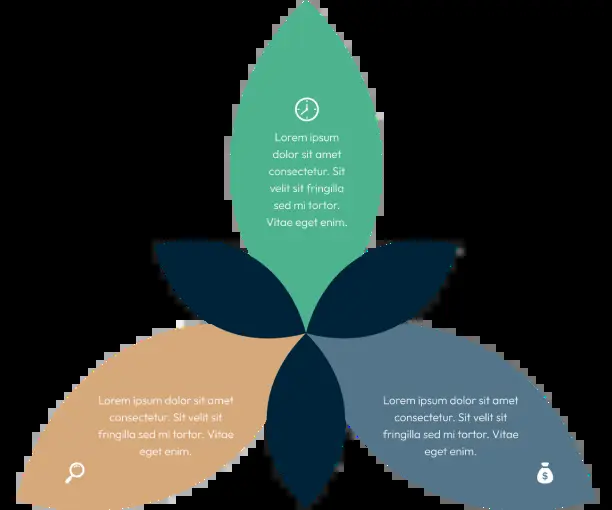 Lorem ipsum
dolor sit amet
consectetur. Sit
velit sit fringilla
sed mi tortor.
Vitae eget enim.
Lorem ipsum dolor sit amet
consectetur. Sit velit sit
fringilla sed mi tortor. Vitae
eget enim.
Lorem ipsum dolor sit amet
consectetur. Sit velit sit
fringilla sed mi tortor. Vitae
eget enim.
$